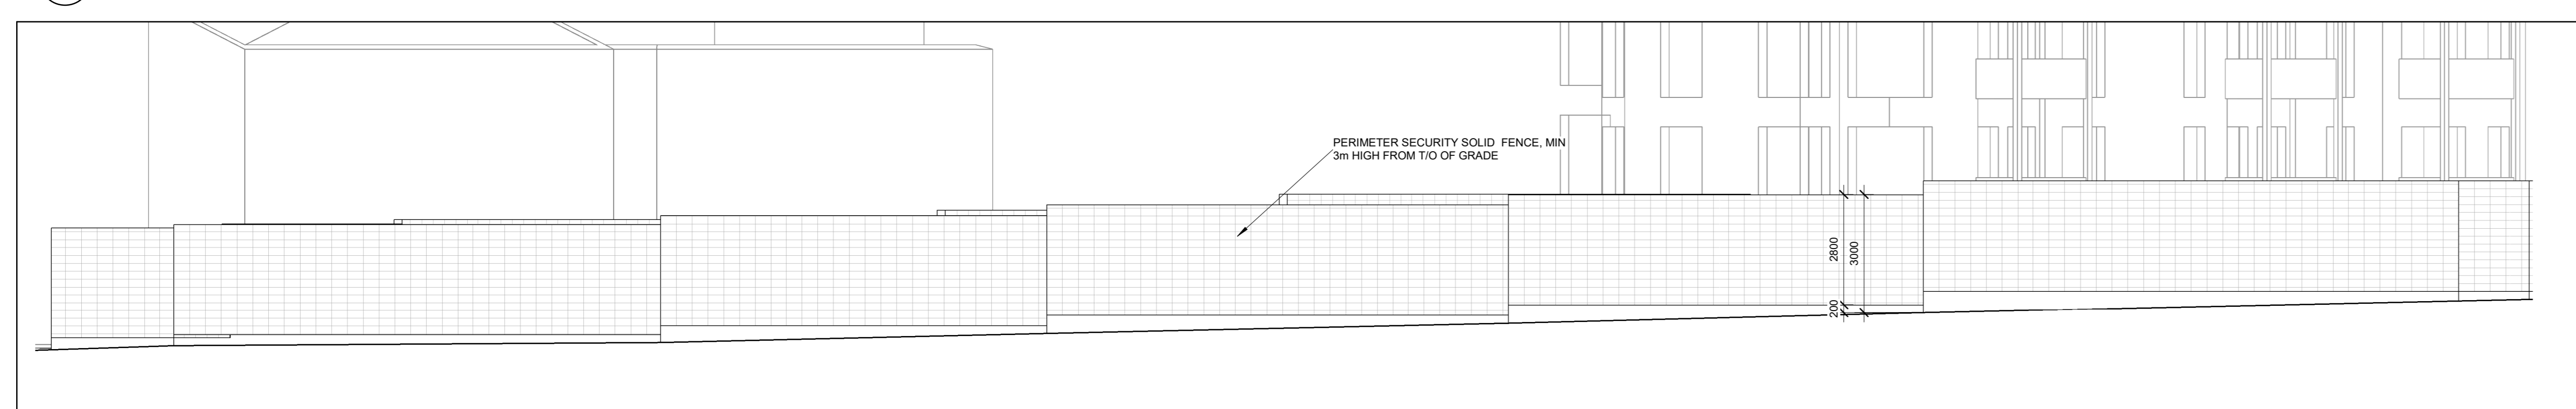 PERIMETER SECURITY SOLID  FENCE, MIN
3m HIGH FROM T/O OF GRADE
2800
3000
200